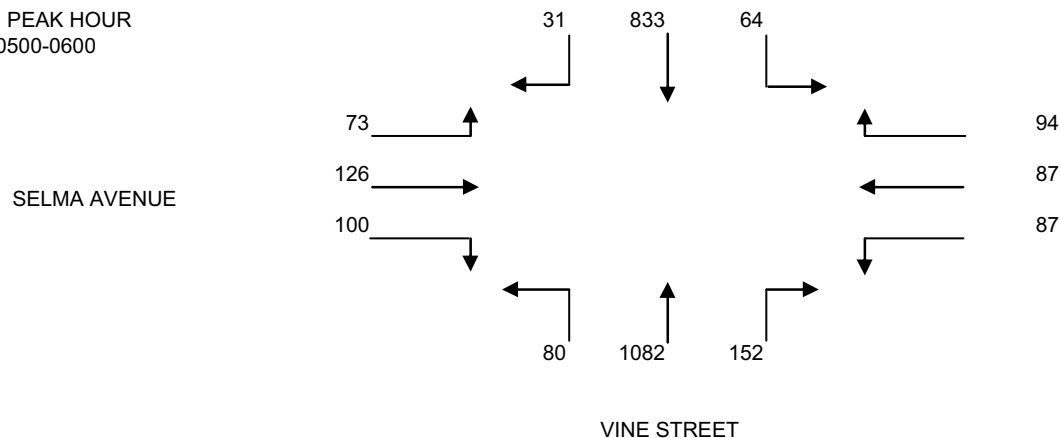 PEAK HOUR
0500-0600
31 833 64
73 94
126 87
SELMA AVENUE
100 87
80 1082 152
VINE STREET